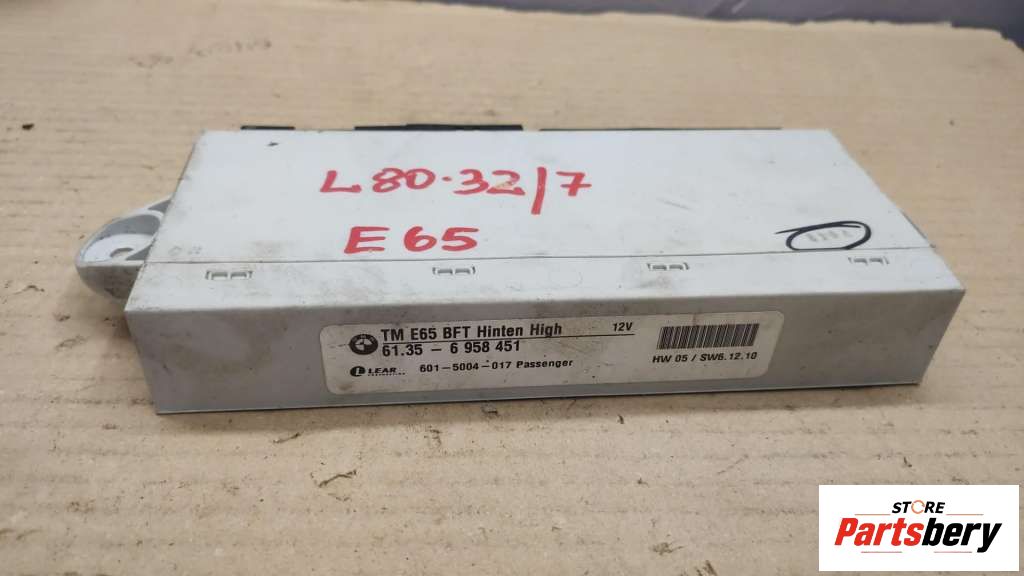 L80-32/7
E65
TM E65 BFT Hinten High 12V
61.35 - 6 958 451
LEAR 601-5004-017 Passenger
HW 05 / SW6.12.10
STORE
Partsbery